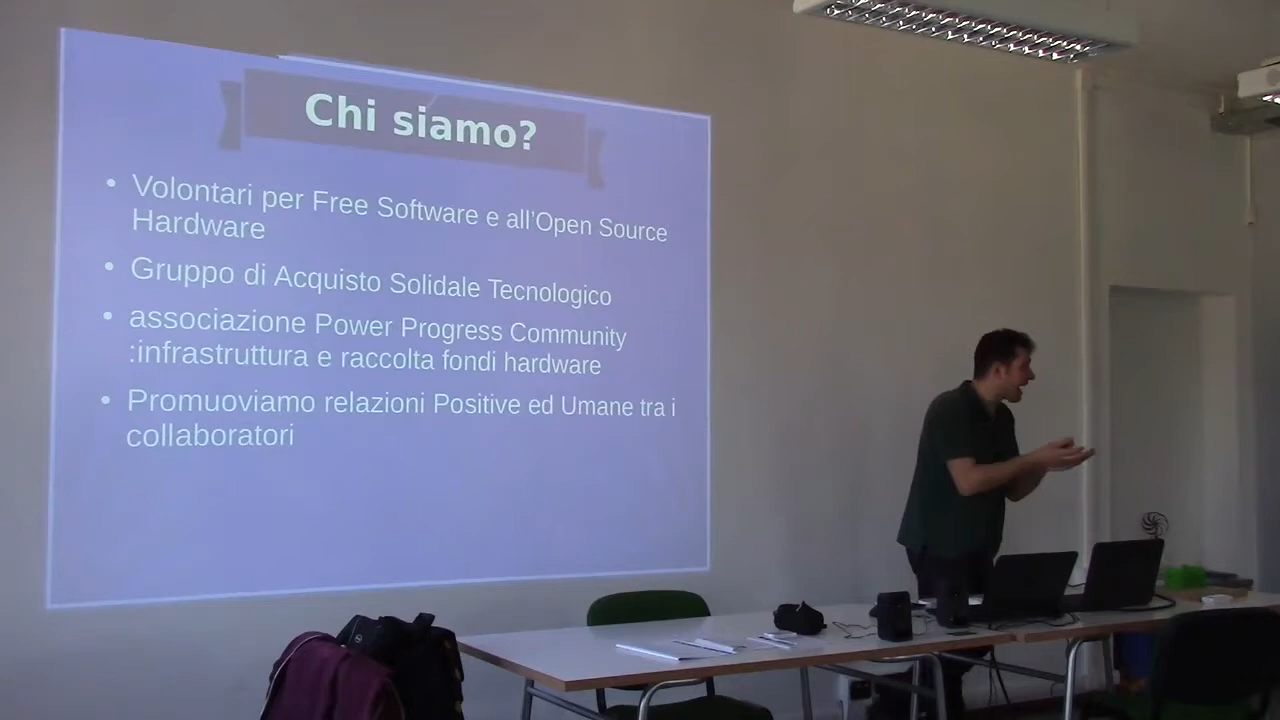 Chi siamo?
• Volontari per Free Software e all'Open Source
Hardware
• Gruppo di Acquisto Solidale Tecnologico
• associazione Power Progress Community
:infrastruttura e raccolta fondi hardware
• Promuoviamo relazioni Positive ed Umane tra i
collaboratori